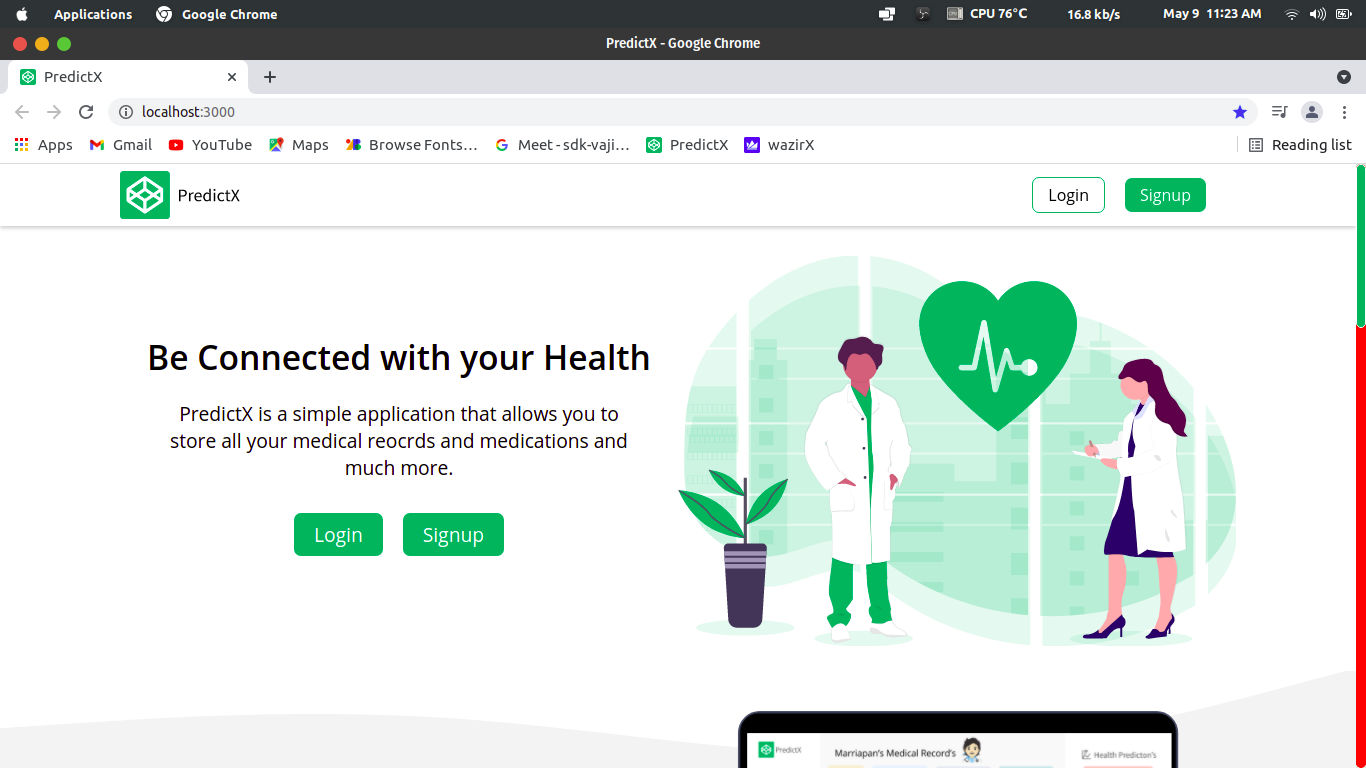 Applications Google Chrome CPU 76°C 16.8 kb/s May 9 11:23 AM
PredictX - Google Chrome
PredictX
localhost:3000
Apps Gmail YouTube Maps Browse Fonts... Meet - sdk-vaji... PredictX wazirX Reading list
PredictX Login Signup
Be Connected with your Health
PredictX is a simple application that allows you to
store all your medical reocrds and medications and
much more.
Login Signup
PredictX Marriapan's Medical Record's Health Predicton's